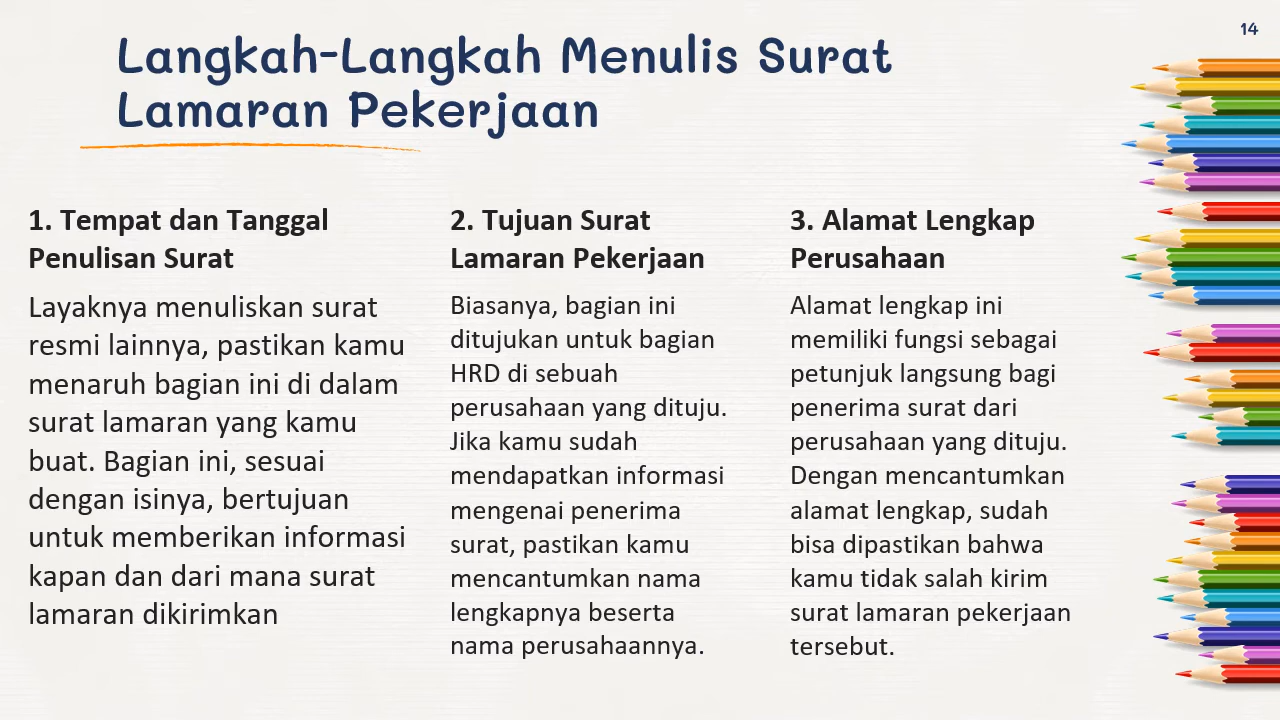 14
Langkah-Langkah Menulis Surat
Lamaran Pekerjaan
1. Tempat dan Tanggal
Penulisan Surat
Layaknya menuliskan surat
resmi lainnya, pastikan kamu
menaruh bagian ini di dalam
surat lamaran yang kamu
buat. Bagian ini, sesuai
dengan isinya, bertujuan
untuk memberikan informasi
kapan dan dari mana surat
lamaran dikirimkan
2. Tujuan Surat
Lamaran Pekerjaan
Biasanya, bagian ini
ditujukan untuk bagian
HRD di sebuah
perusahaan yang dituju.
Jika kamu sudah
mendapatkan informasi
mengenai penerima
surat, pastikan kamu
mencantumkan nama
lengkapnya beserta
nama perusahaannya.
3. Alamat Lengkap
Perusahaan
Alamat lengkap ini
memiliki fungsi sebagai
petunjuk langsung bagi
penerima surat dari
perusahaan yang dituju.
Dengan mencantumkan
alamat lengkap, sudah
bisa dipastikan bahwa
kamu tidak salah kirim
surat lamaran pekerjaan
tersebut.